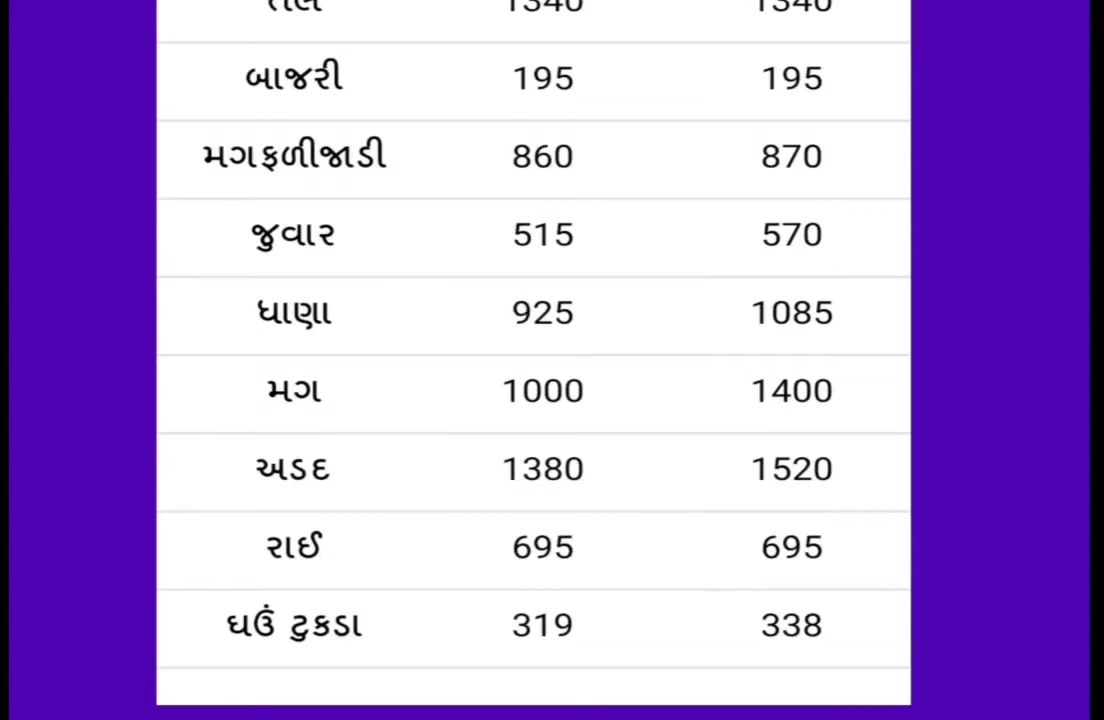 તલ 1340 1340
બાજરી 195 195
મગફળીજાડી 860 870
જુવાર 515 570
ધાણા 925 1085
મગ 1000 1400
અડદ 1380 1520
રાઈ 695 695
ઘઉં ટુકડા 319 338